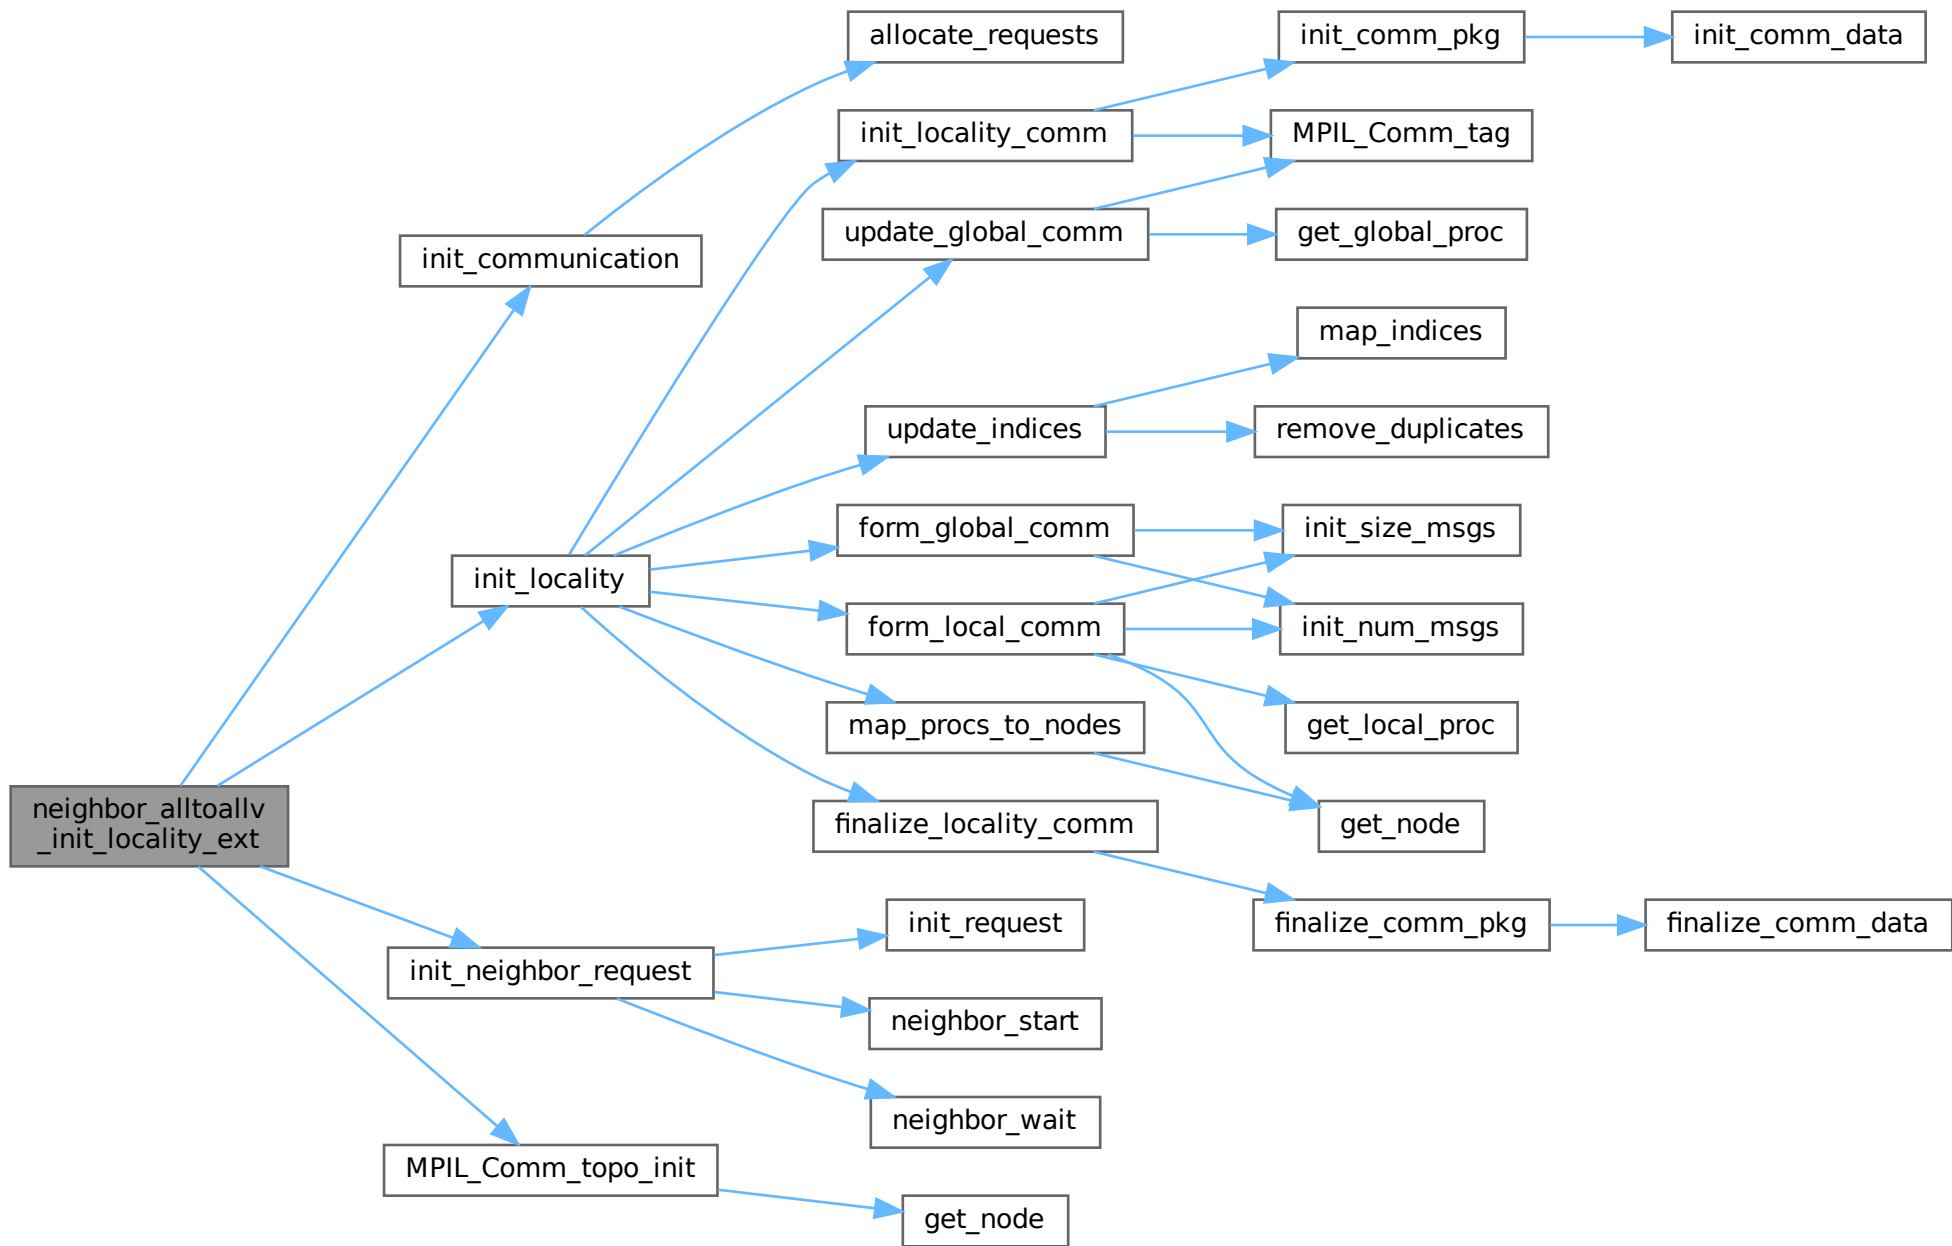 allocate_requests
init_comm_pkg
init_comm_data
init_locality_comm
MPIL_Comm_tag
update_global_comm
get_global_proc
init_communication
map_indices
update_indices
remove_duplicates
form_global_comm
init_size_msgs
init_locality
form_local_comm
init_num_msgs
map_procs_to_nodes
get_local_proc
neighbor_alltoallv
_init_locality_ext
finalize_locality_comm
get_node
init_request
finalize_comm_pkg
finalize_comm_data
init_neighbor_request
neighbor_start
neighbor_wait
MPIL_Comm_topo_init
get_node